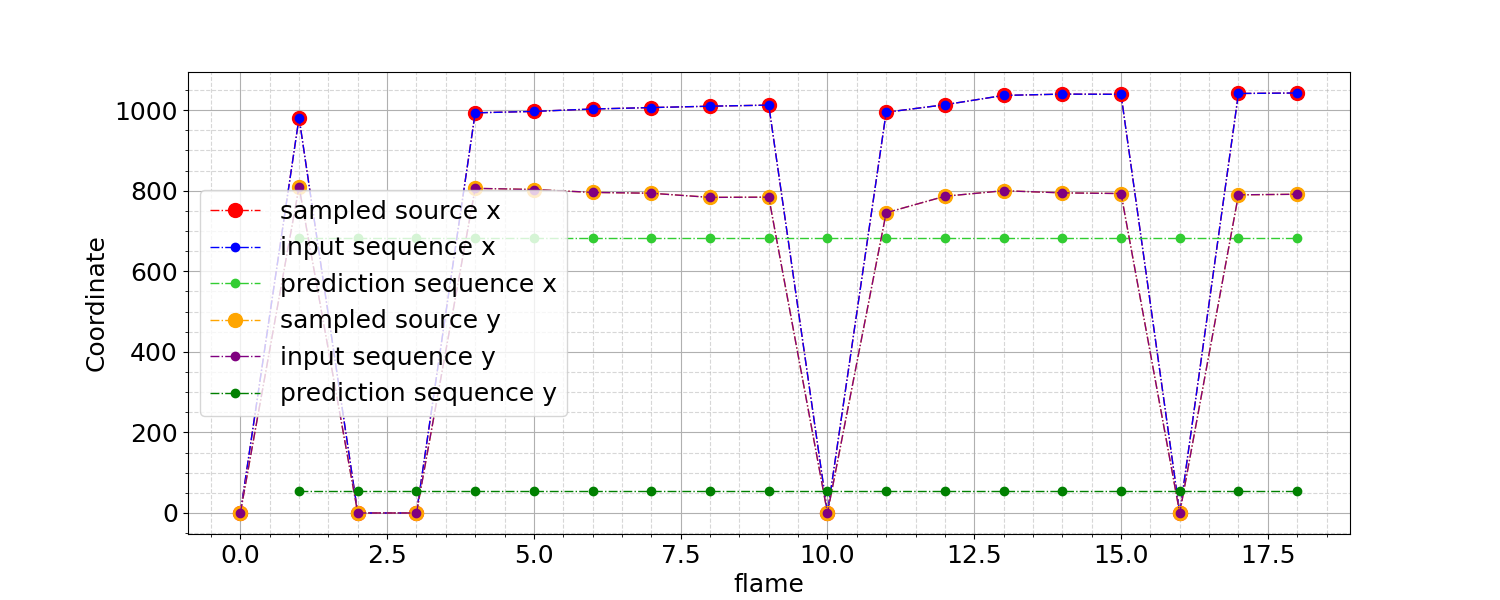 1000
800
600
400
200
0
Coordinate
sampled source x
input sequence x
prediction sequence x
sampled source y
input sequence y
prediction sequence y
0.0 2.5 5.0 7.5 10.0 12.5 15.0 17.5
flame